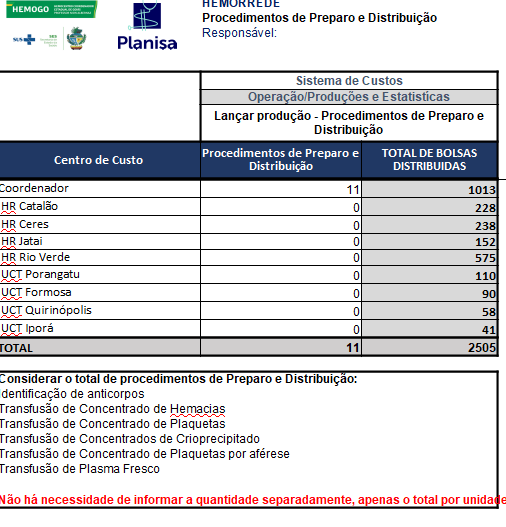 HEMOGO
HEMORREDE
Procedimentos de Preparo e Distribuição
Responsável:
SUS
Planisa
Sistema de Custos
Operação/Produções e Estatisticas
Lançar produção - Procedimentos de Preparo e
Distribuição
Centro de Custo Procedimentos de Preparo e Distribuição TOTAL DE BOLSAS DISTRIBUIDAS
Coordenador 11 1013
HR Catalão 0 228
HR Ceres 0 238
HR Jatai 0 152
HR Rio Verde 0 575
UCT Porangatu 0 110
UCT Formosa 0 90
UCT Quirinópolis 0 58
UCT Iporá 0 41
TOTAL 11 2505
Considerar o total de procedimentos de Preparo e Distribuição:
Identificação de anticorpos
Transfusão de Concentrado de Hemacias
Transfusão de Concentrado de Plaquetas
Transfusão de Concentrados de Crioprecipitado
Transfusão de Concentrado de Plaquetas por aférese
Transfusão de Plasma Fresco
Não há necessidade de informar a quantidade separadamente, apenas o total por unidade